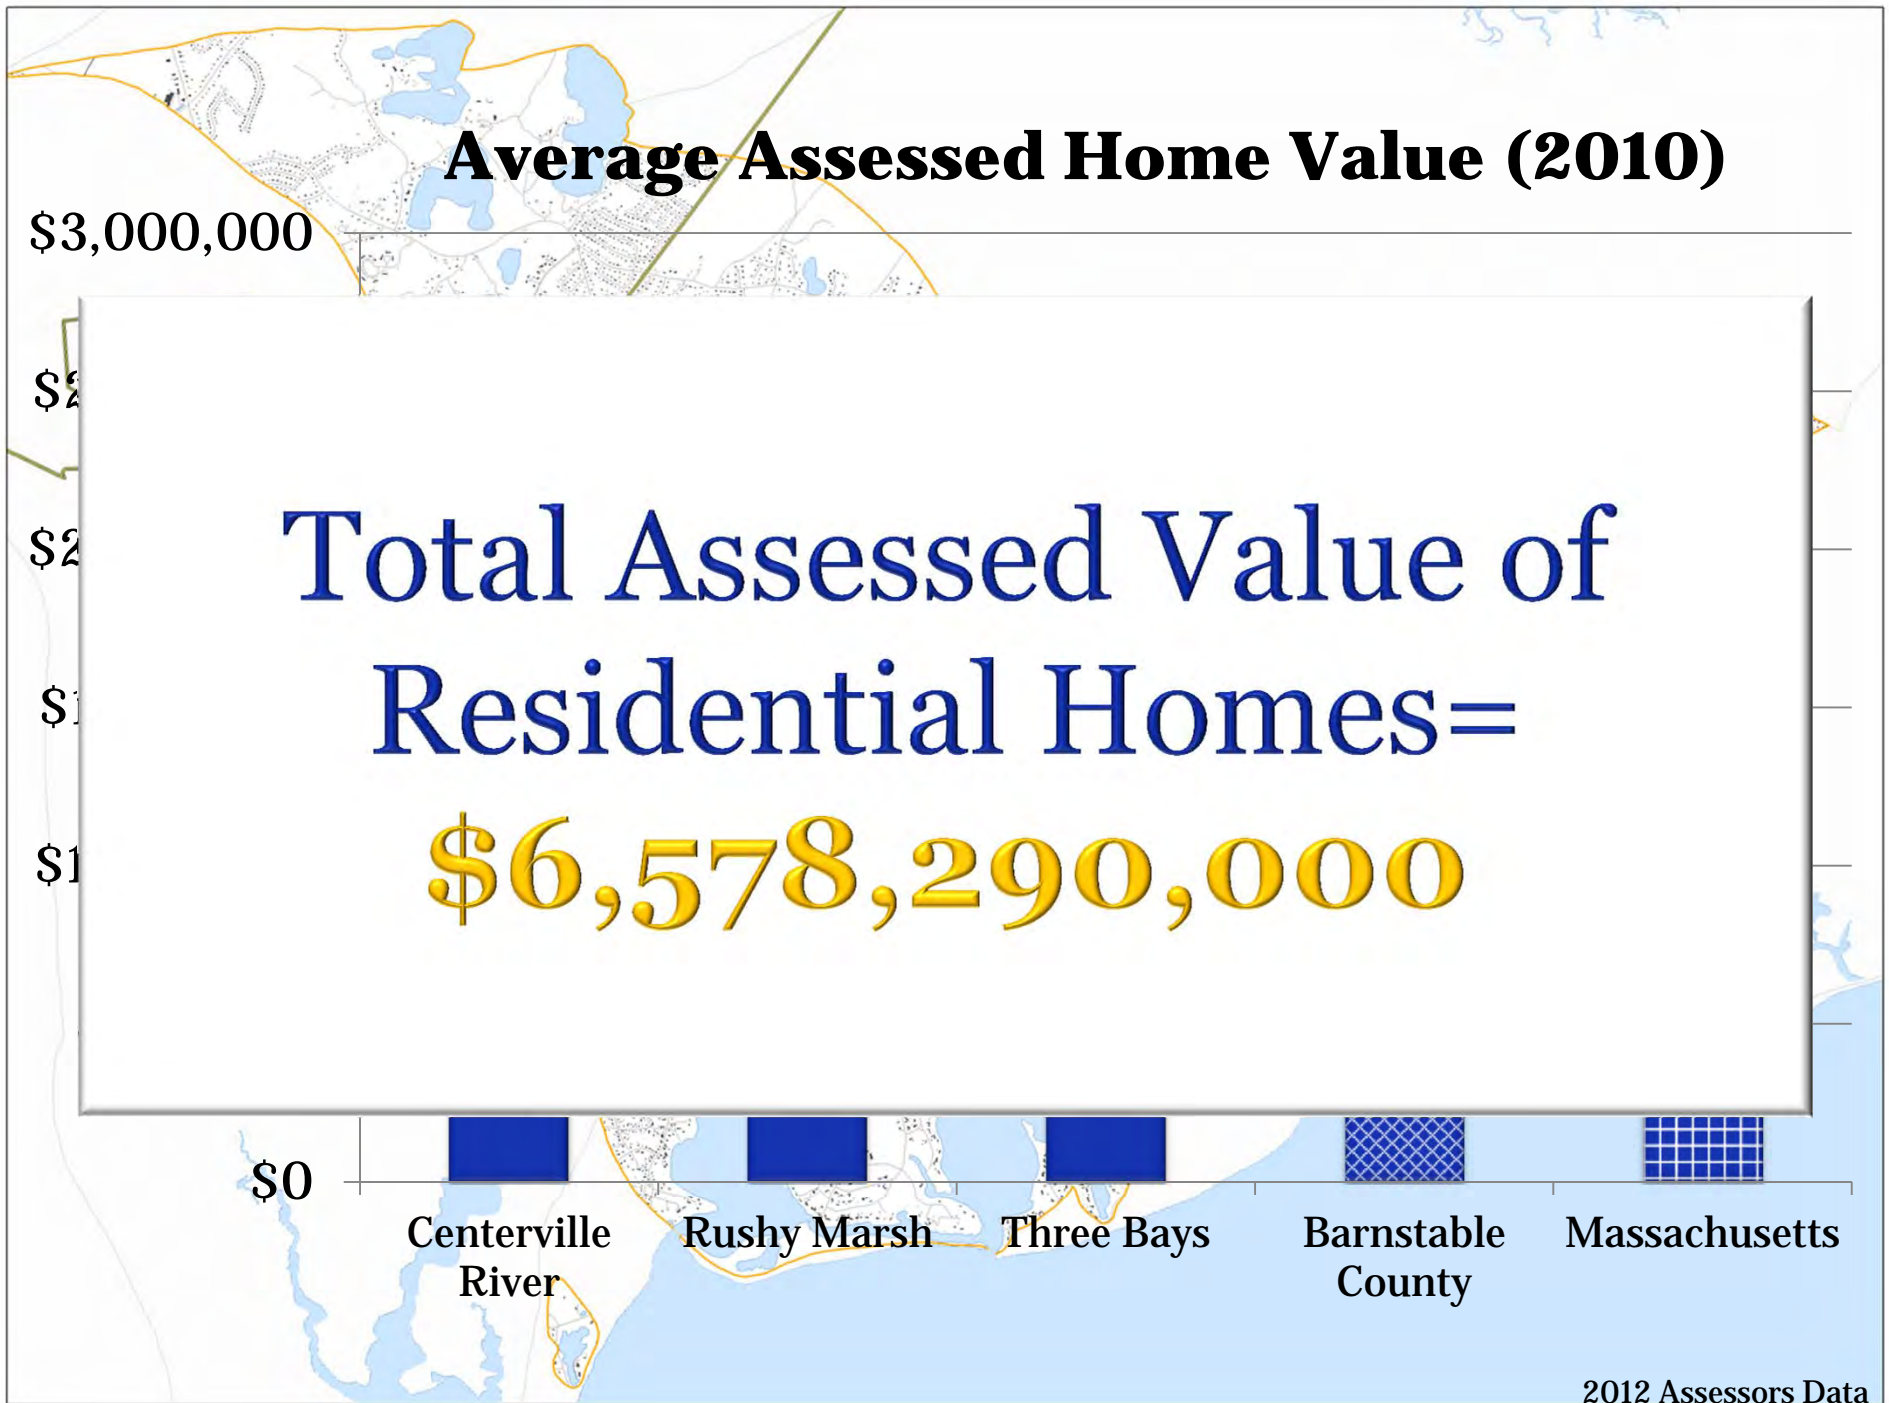 Average Assessed Home Value (2010)
$3,000,000
Total Assessed Value of
Residential Homes=
$6,578,290,000
$0
Centerville
River
Rushy Marsh
Three Bays
Barnstable
County
Massachusetts
2012 Assessors Data